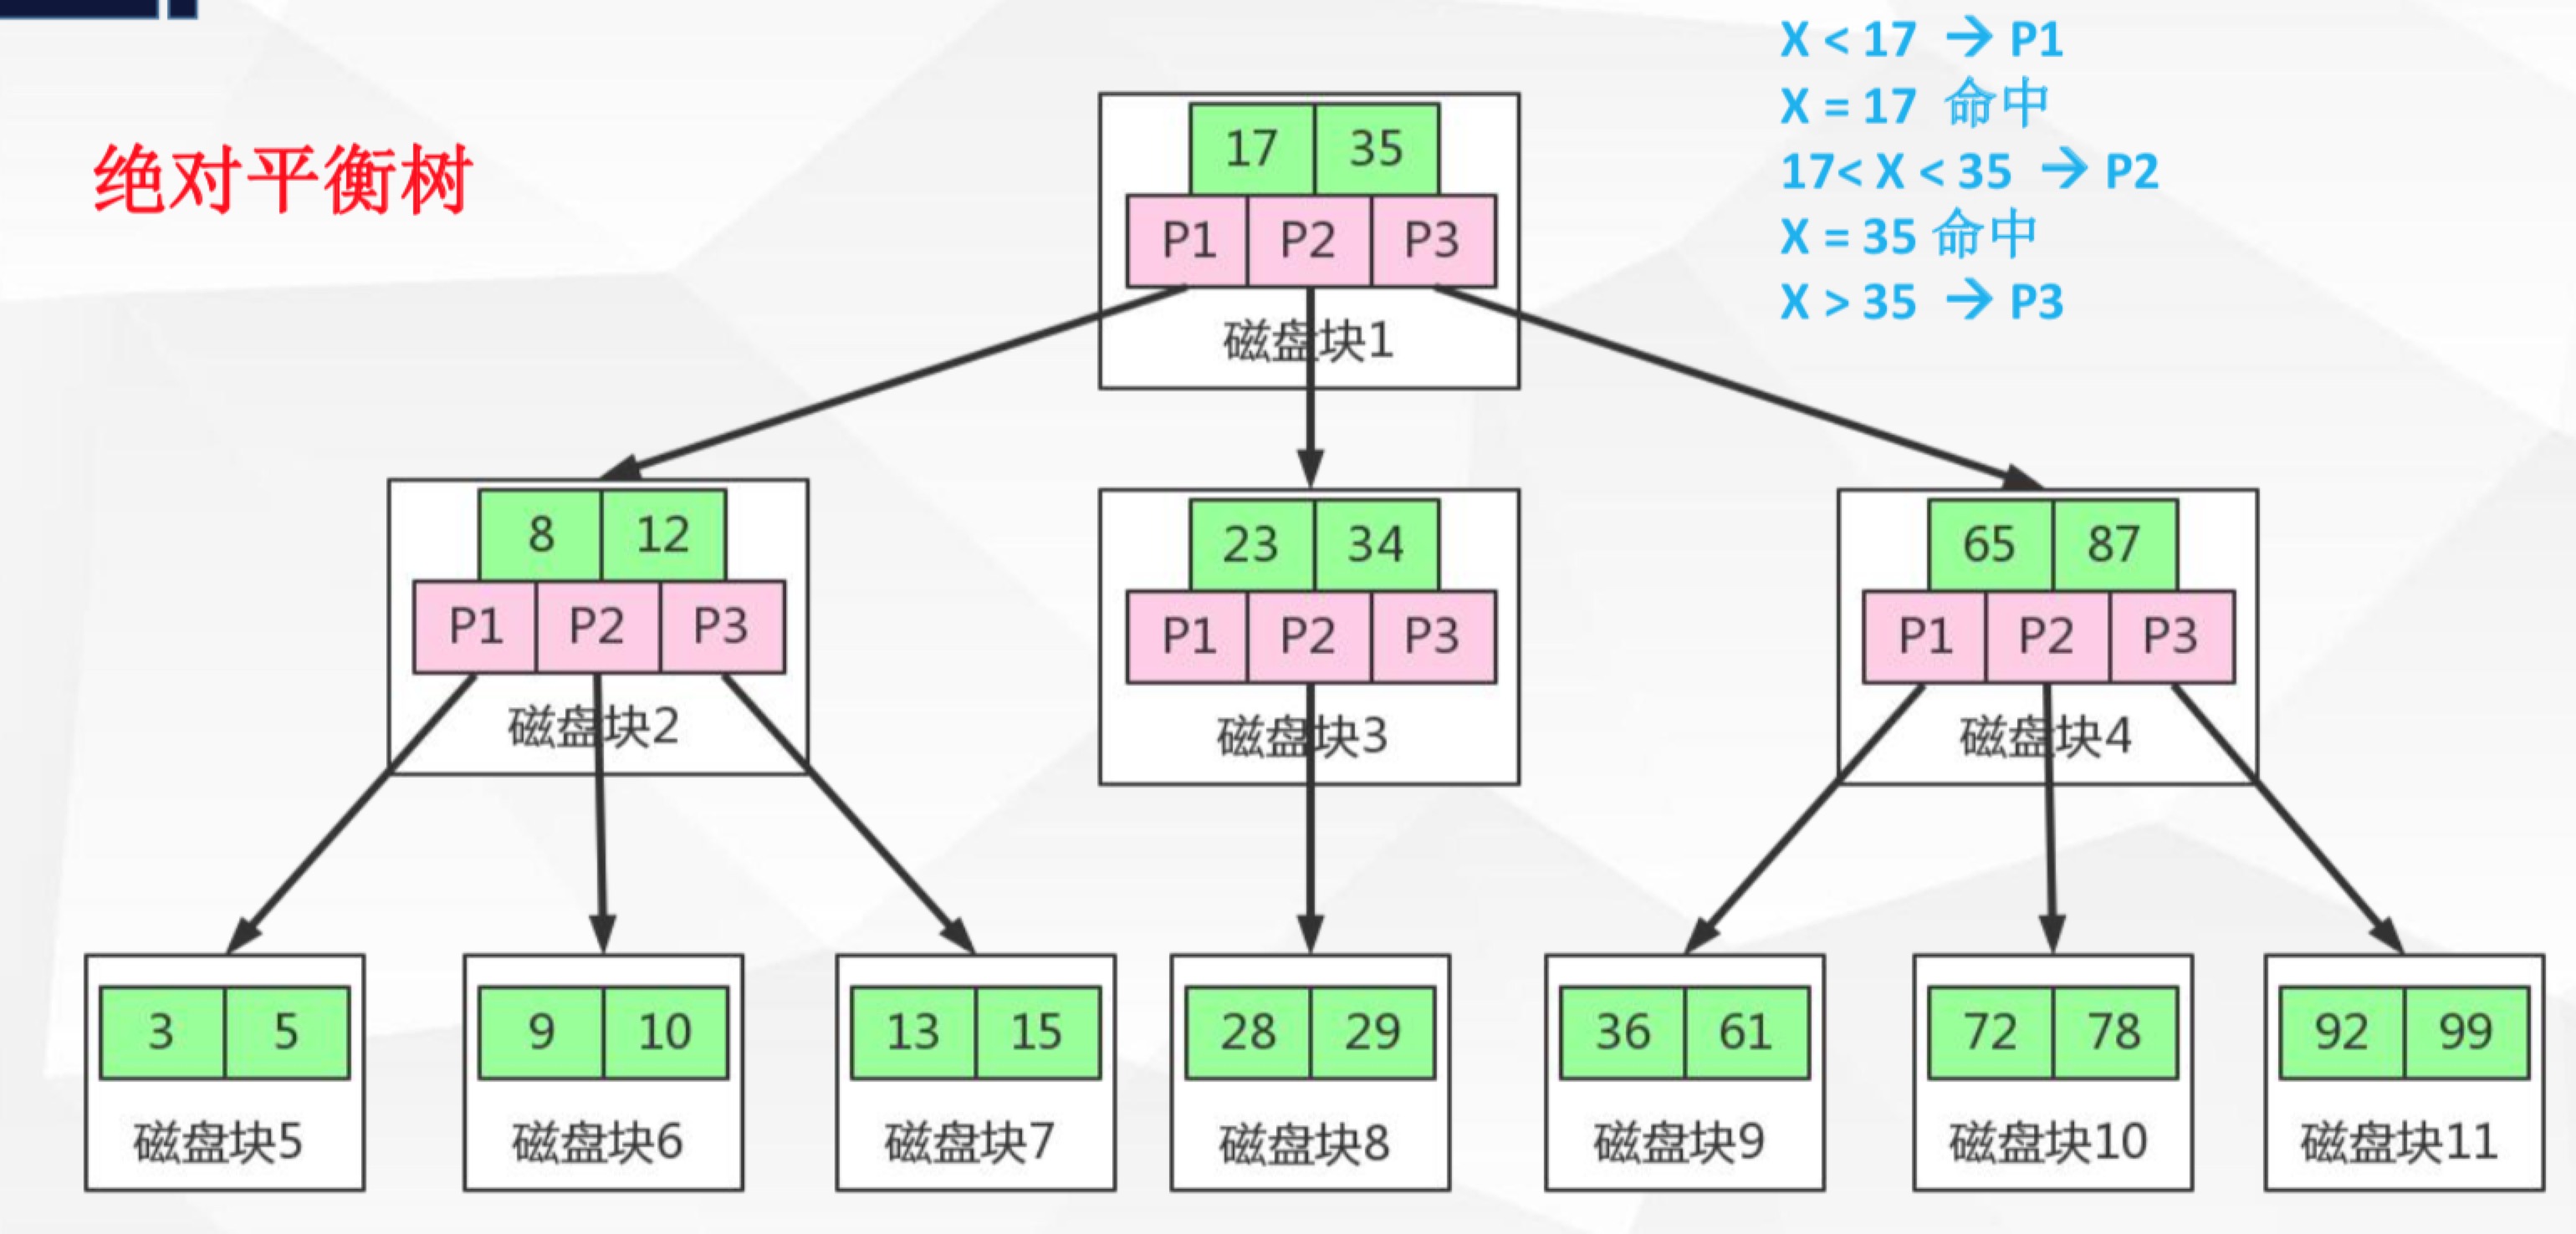 X < 17 → P1
X = 17 命中
17< X < 35 → P2
X = 35 命中
X > 35 → P3
绝对平衡树
17 35
P1 P2 P3
磁盘块1
8 12
P1 P2 P3
磁盘块2
23 34
P1 P2 P3
磁盘块3
65 87
P1 P2 P3
磁盘块4
3 5
磁盘块5
9 10
磁盘块6
13 15
磁盘块7
28 29
磁盘块8
36 61
磁盘块9
72 78
磁盘块10
92 99
磁盘块11